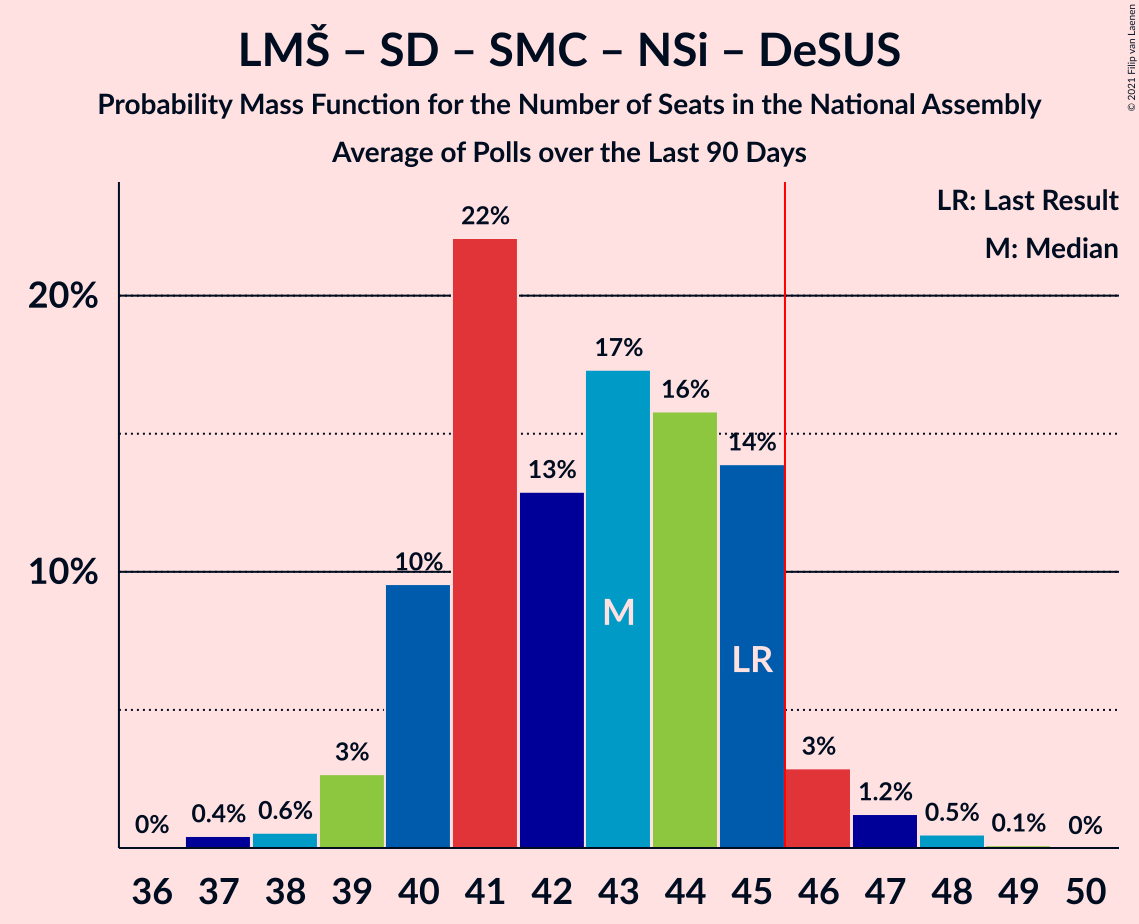 LMŠ – SD – SMC – NSi – DeSUS
Probability Mass Function for the Number of Seats in the National Assembly
Average of Polls over the Last 90 Days
© 2021 Filip van Laenen
LR: Last Result
M: Median
20%
10%
0%
0.4%
0.6%
3%
10%
22%
13%
17%
16%
14%
3%
1.2%
0.5%
0.1%
0%
M
LR
36 37 38 39 40 41 42 43 44 45 46 47 48 49 50